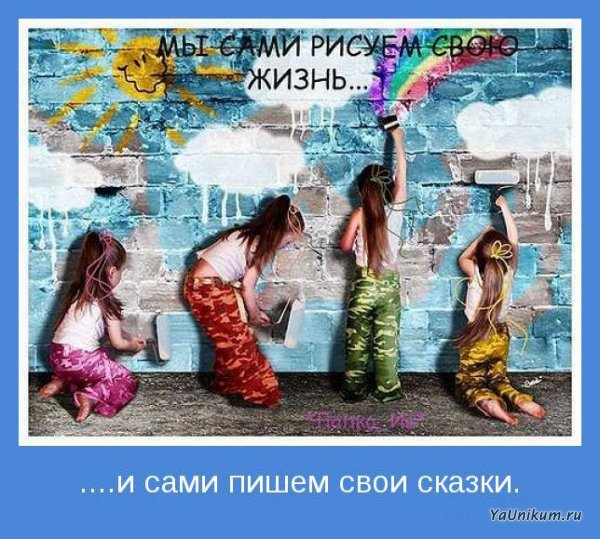 МЫ САМИ РИСУЕМ СВОЮ
ЖИЗНЬ...
....и сами пишем свои сказки.
YaUnikum.ru